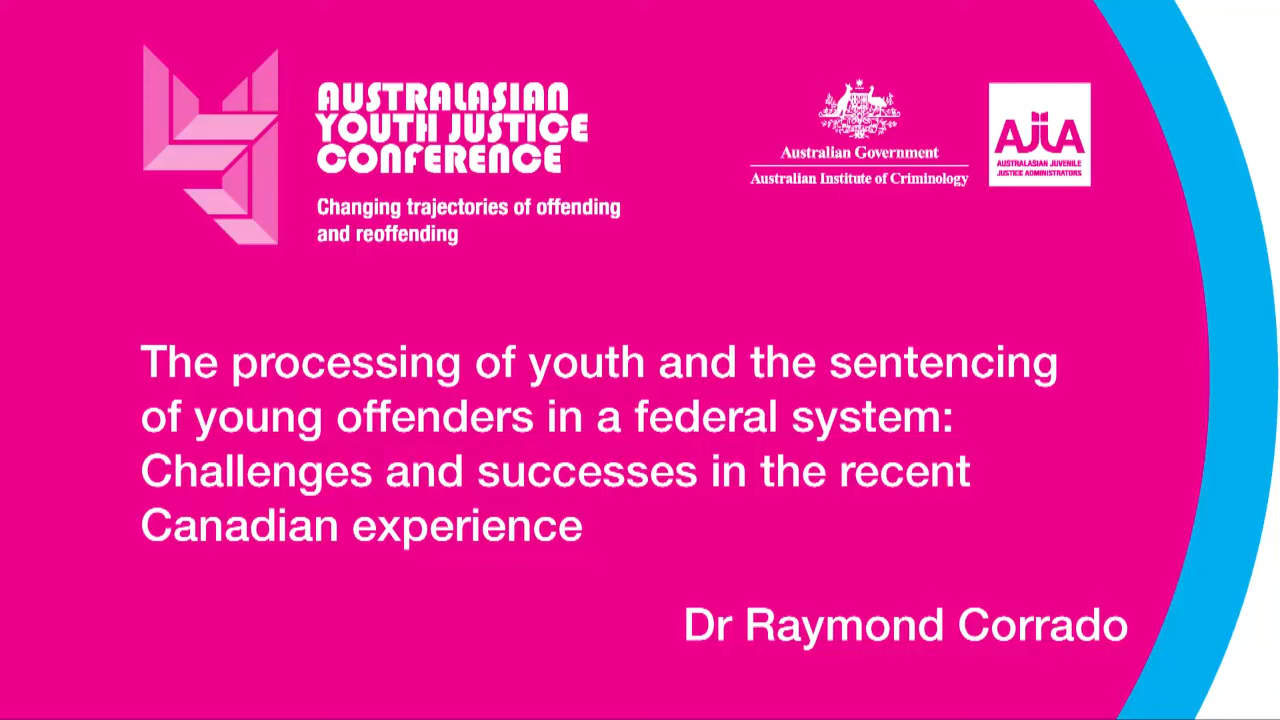 AUSTRALASIAN
YOUTH JUSTICE
CONFERENCE
Changing trajectories of offending
and reoffending
Australian Government
Australian Institute of Criminology
AJJA
AUSTRALASIAN JUVENILE
JUSTICE ADMINISTRATORS
The processing of youth and the sentencing
of young offenders in a federal system:
Challenges and successes in the recent
Canadian experience
Dr Raymond Corrado